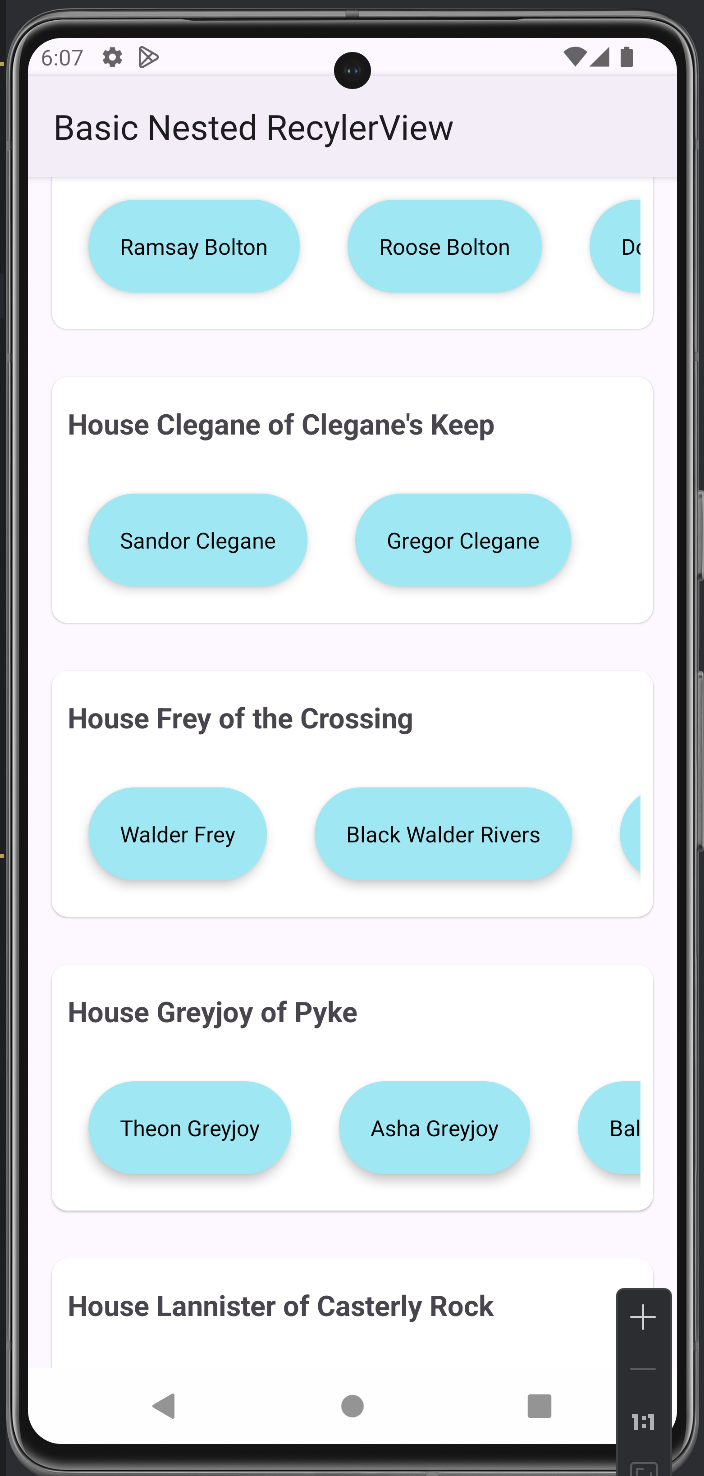 6:07
Basic Nested RecylerView
Ramsay Bolton Roose Bolton
House Clegane of Clegane's Keep
Sandor Clegane Gregor Clegane
House Frey of the Crossing
Walder Frey Black Walder Rivers
House Greyjoy of Pyke
Theon Greyjoy Asha Greyjoy Bal
House Lannister of Casterly Rock
1:1